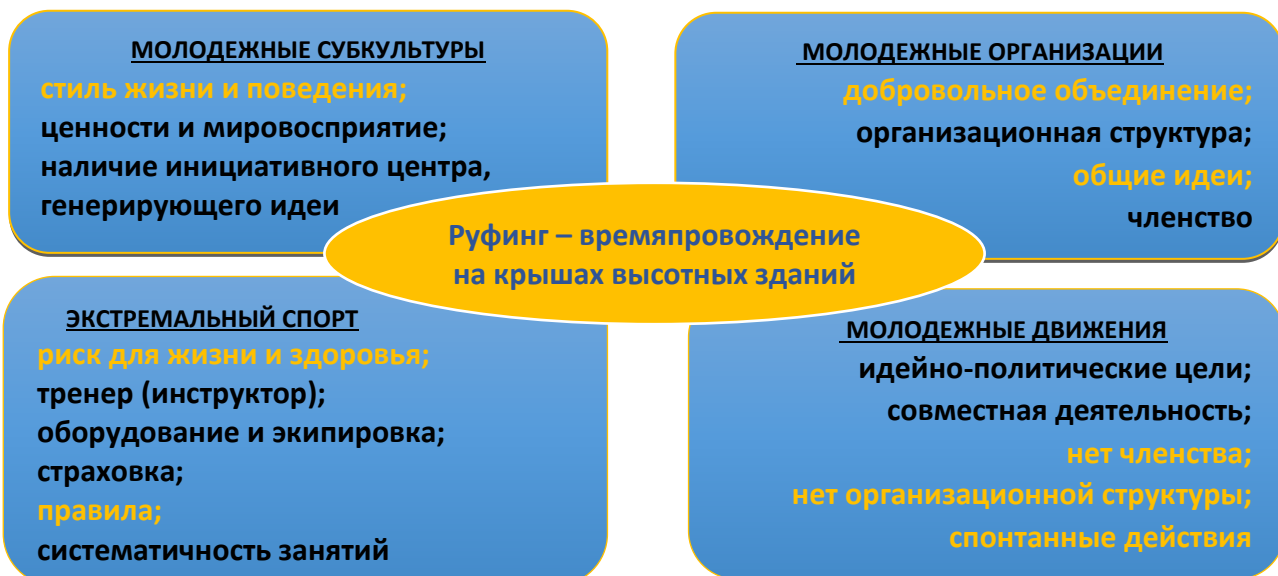 МОЛОДЕЖНЫЕ СУБКУЛЬТУРЫ
стиль жизни и поведения;
ценности и мировосприятие;
наличие инициативного центра,
генерирующего идеи
МОЛОДЕЖНЫЕ ОРГАНИЗАЦИИ
добровольное объединение;
организационная структура;
общие идеи;
членство
Руфинг – времяпровождение
на крышах высотных зданий
ЭКСТРЕМАЛЬНЫЙ СПОРТ
риск для жизни и здоровья;
тренер (инструктор);
оборудование и экипировка;
страховка;
правила;
систематичность занятий
МОЛОДЕЖНЫЕ ДВИЖЕНИЯ
идейно-политические цели;
совместная деятельность;
нет членства;
нет организационной структуры;
спонтанные действия